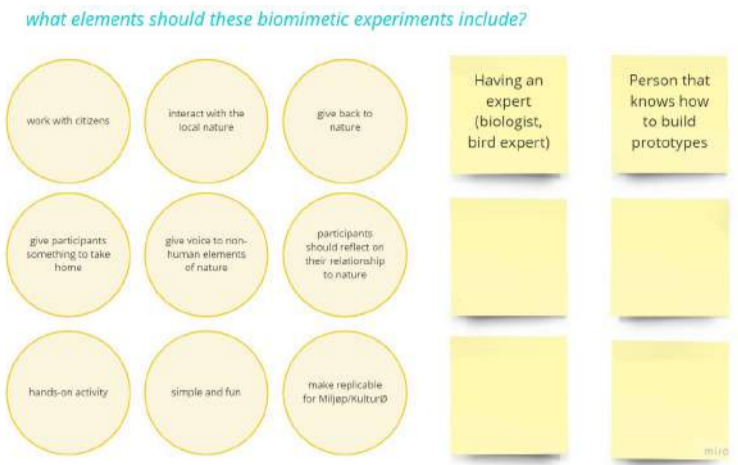 what elements should these biomimetic experiments include?
work with citizens
interact with the
local nature
give back to
nature
Having an
expert
(biologist,
bird expert)
Person that
knows how
to build
prototypes
give participants
something to take
home
give voice to non-
human elements
of nature
participants
should reflect on
their relationship
to nature
hands-on activity
simple and fun
make replicable
for Miljøp/KulturØ
miro